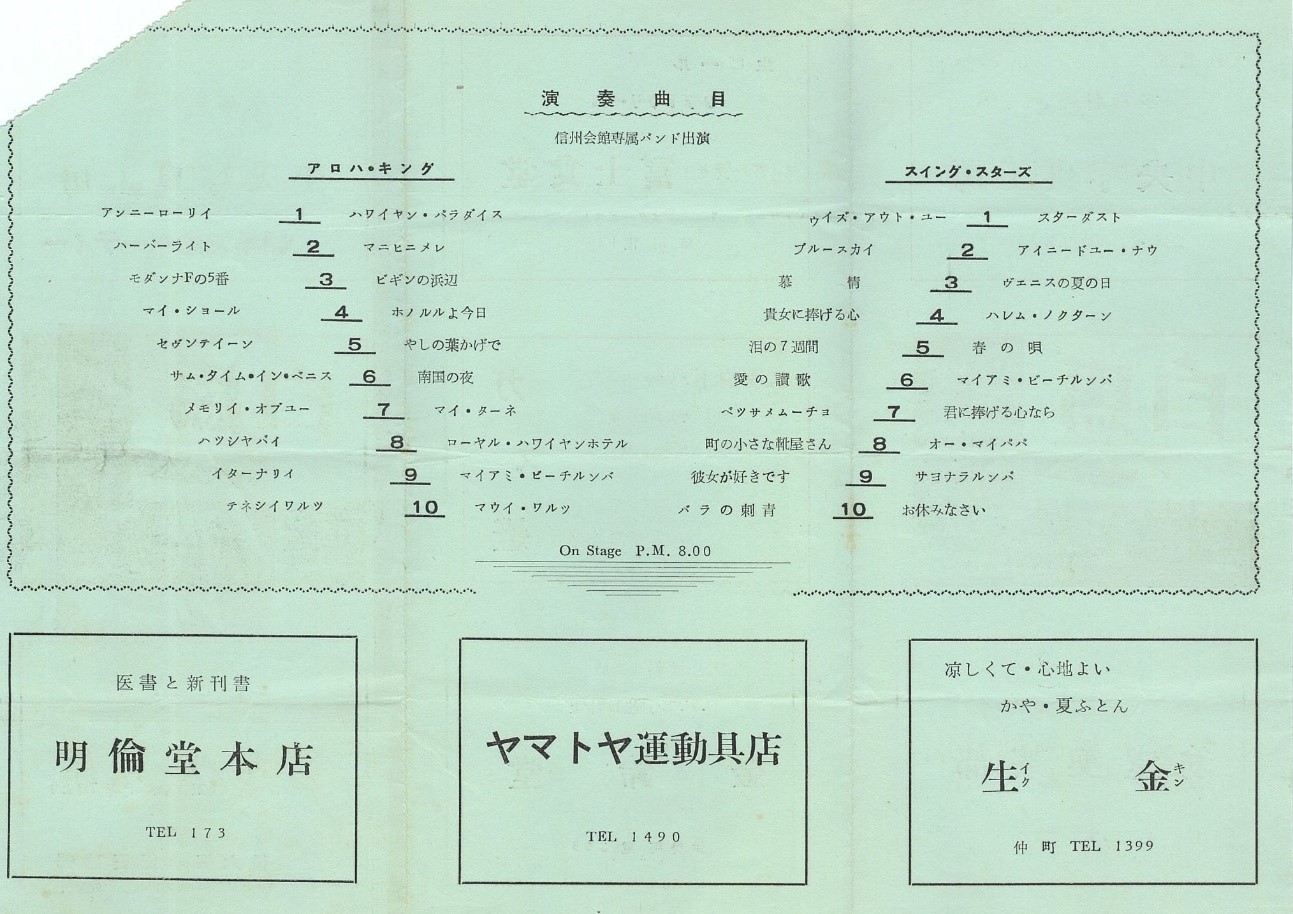 演奏曲目
信州会館専属バンド出演
アロハ・キング
アンニーローリイ 1 ハワイヤン・パラダイス
ハーバーライト 2 マニヒニメレ
モダンナFの5番 3 ビギンの浜辺
マイ・ショール 4 ホノルルよ今日
セヴンテイーン 5 やしの葉かげで
サム・タイム・イン・ベニス 6 南国の夜
メモリイ・オブユー 7 マイ・ターネ
ハツシヤバイ 8 ローヤル・ハワイヤンホテル
イターナリイ 9 マイアミ・ビーチルンバ
テネシイワルツ 10 マウイ・ワルツ
スイング・スターズ
ウイズ・アウト・ユー 1 スターダスト
ブルースカイ 2 アイニードユー・ナウ
慕情 3 ヴェニスの夏の日
貴女に捧げる心 4 ハレム・ノクターン
泪の7週間 5 春の唄
愛の讃歌 6 マイアミ・ビーチルンバ
ベツサメムーチョ 7 君に捧げる心なら
町の小さな靴屋さん 8 オー・マイパパ
彼女が好きです 9 サヨナラルンバ
バラの刺青 10 お休みなさい
On Stage P.M. 8.00
医書と新刊書
明倫堂本店
TEL 173
ヤマトヤ運動具店
TEL 1490
凉しくて・心地よい
かや・夏ふとん
生イク 金キン
仲町 TEL 1399